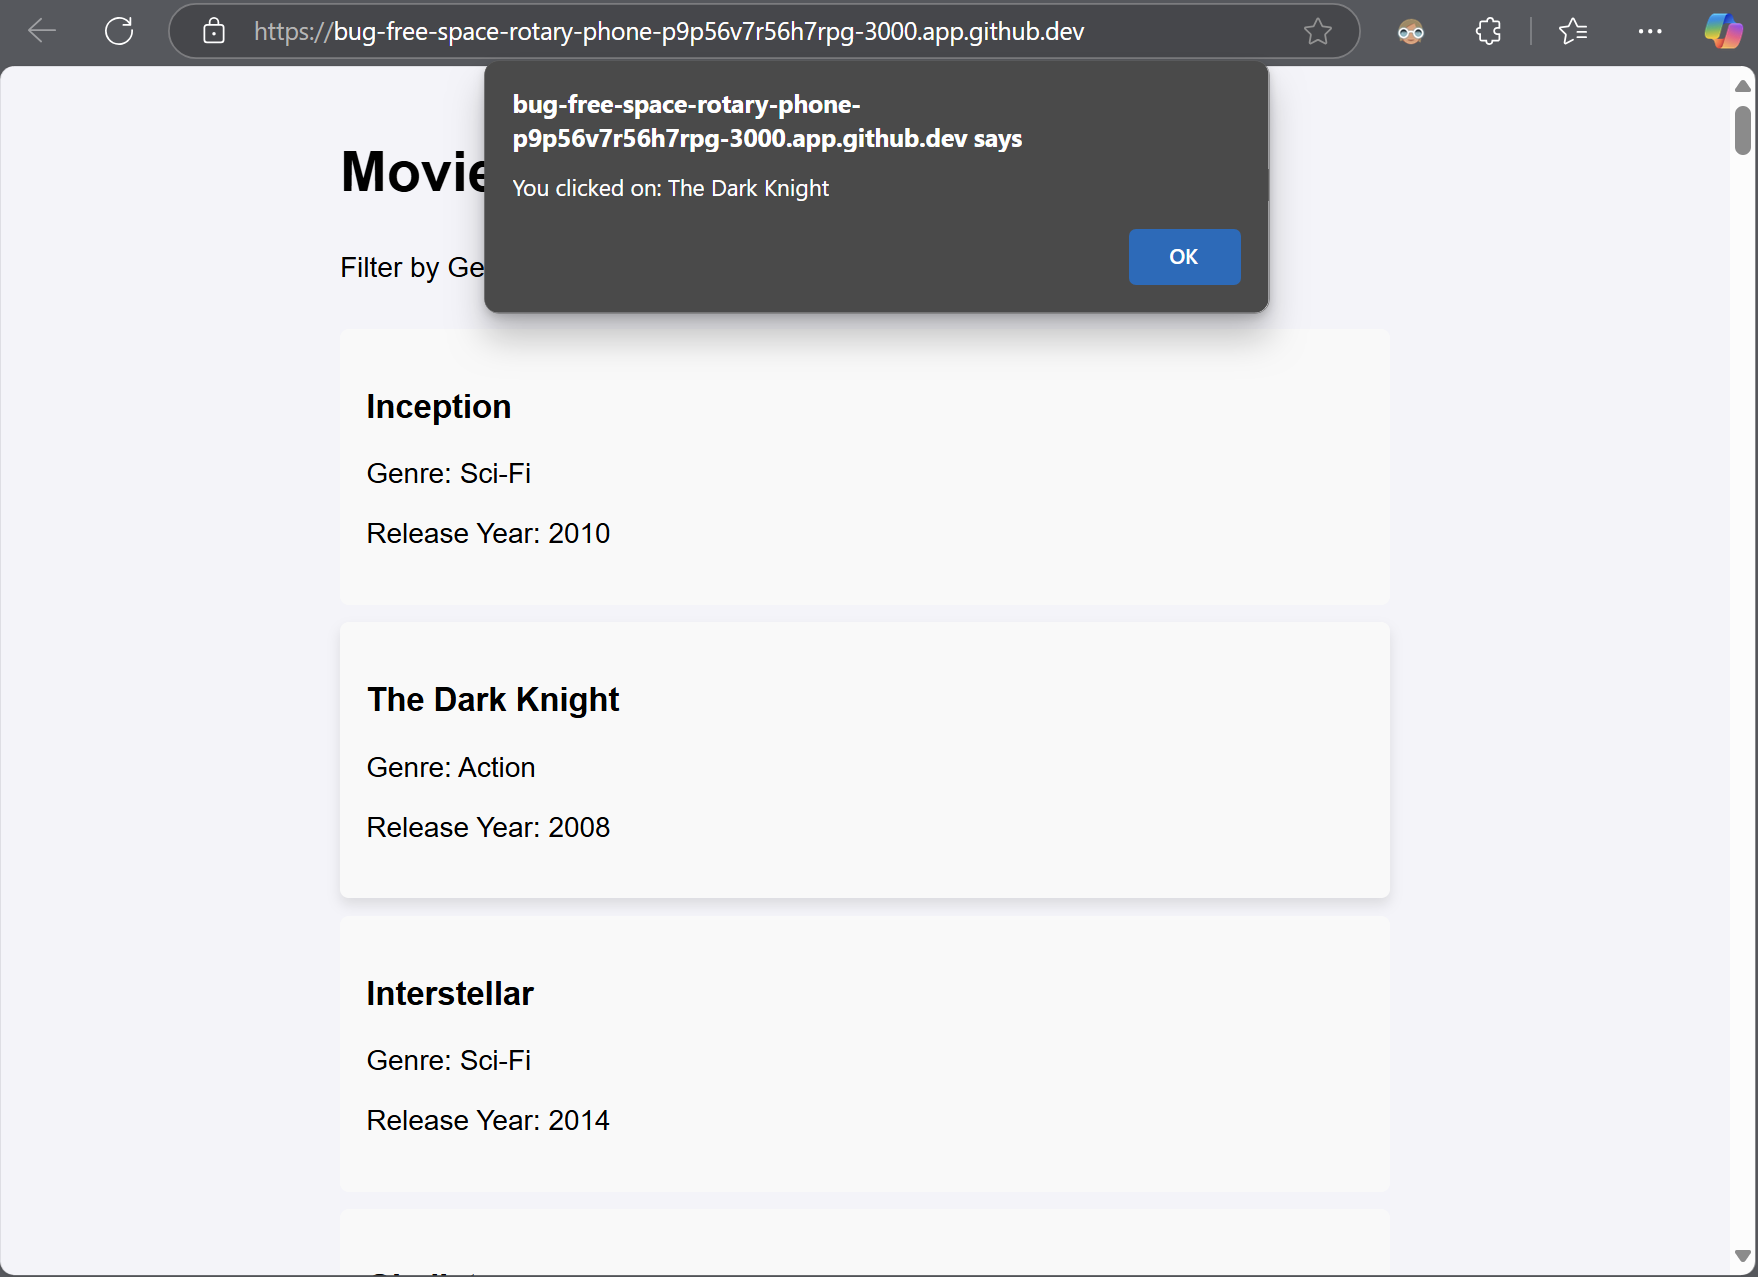 https://bug-free-space-rotary-phone-p9p56v7r56h7rpg-3000.app.github.dev
bug-free-space-rotary-phone-
p9p56v7r56h7rpg-3000.app.github.dev says
You clicked on: The Dark Knight
OK
Movie
Filter by Ge
Inception
Genre: Sci-Fi
Release Year: 2010
The Dark Knight
Genre: Action
Release Year: 2008
Interstellar
Genre: Sci-Fi
Release Year: 2014